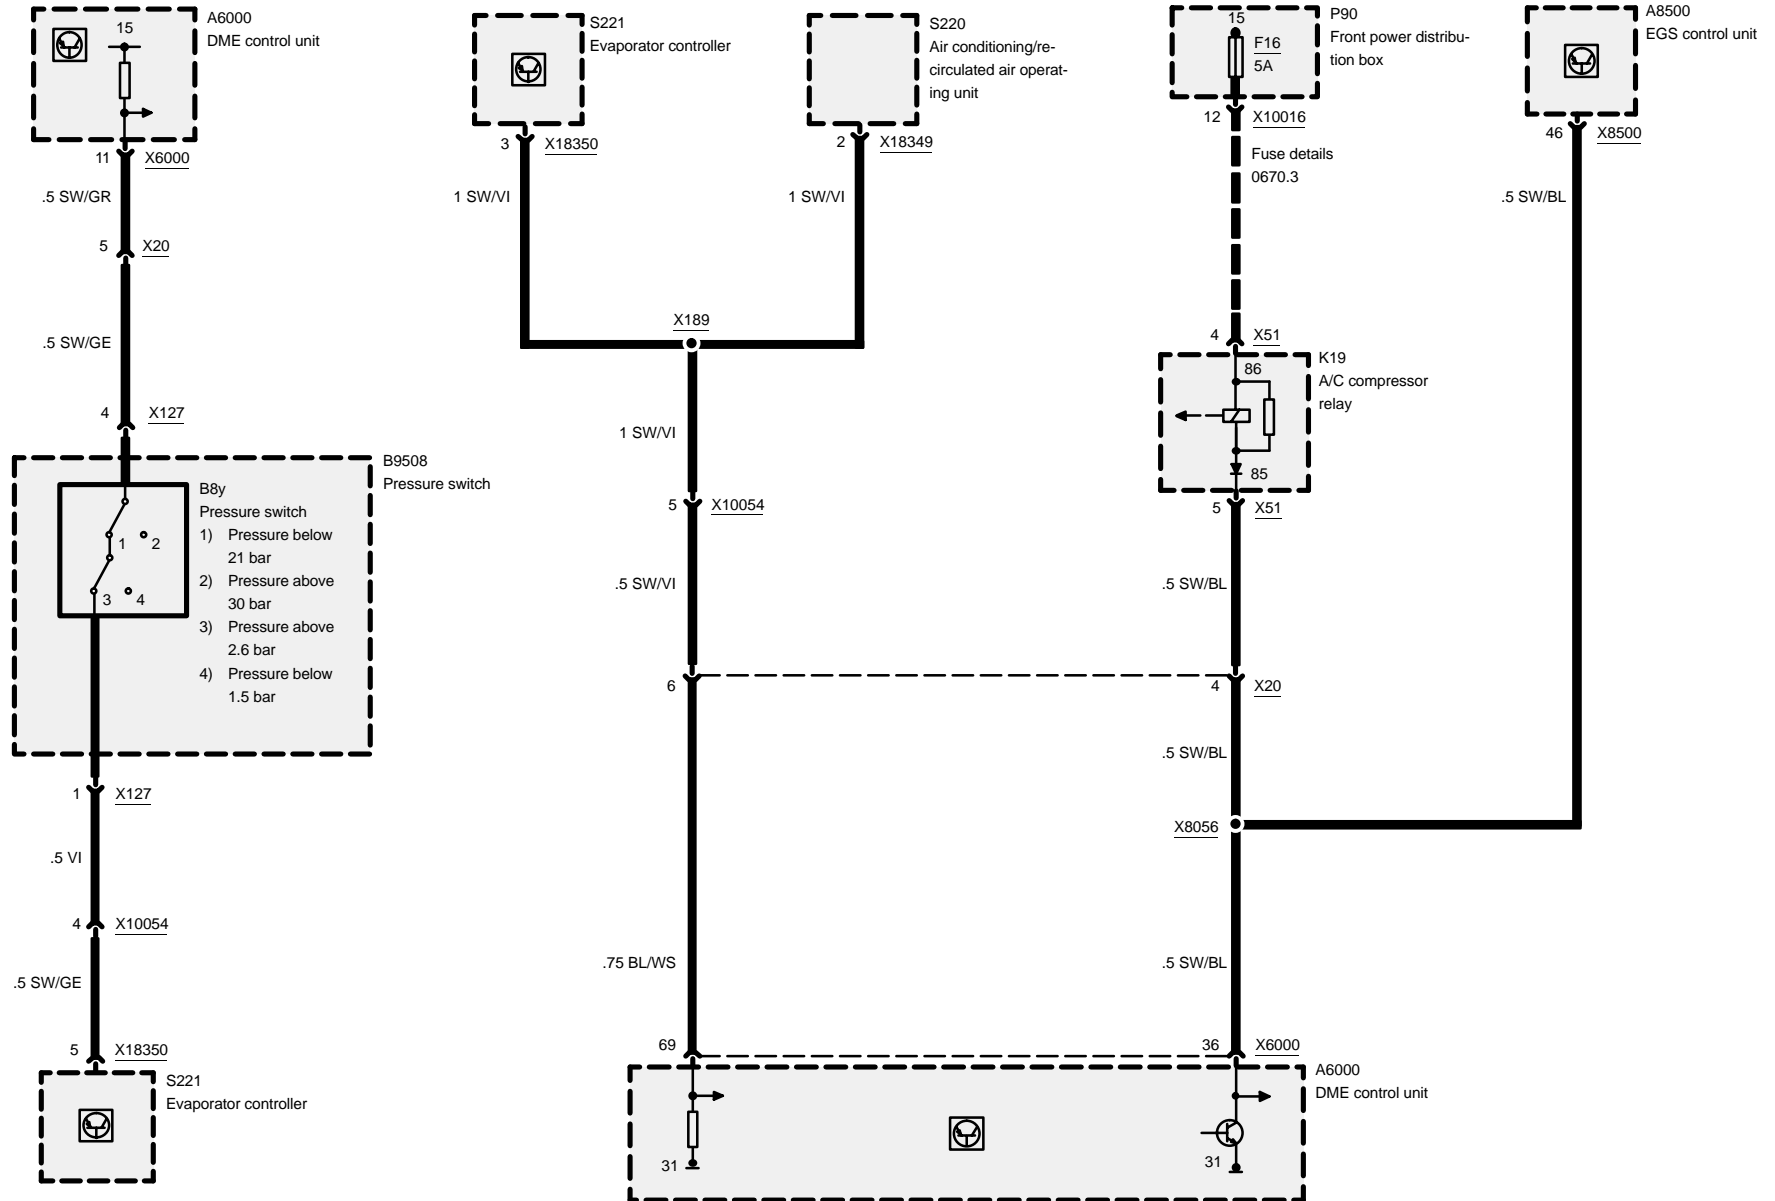 A6000
DME control unit
15
11 X6000
.5 SW/GR
5 X20
.5 SW/GE
4 X127
B9508
Pressure switch
B8y
Pressure switch
1) Pressure below
21 bar
2) Pressure above
30 bar
3) Pressure above
2.6 bar
4) Pressure below
1.5 bar
1 2
3 4
1 X127
.5 VI
4 X10054
.5 SW/GE
5 X18350
S221
Evaporator controller
S221
Evaporator controller
3 X18350
1 SW/VI
S220
Air conditioning/re-
circulated air operat-
ing unit
2 X18349
1 SW/VI
X189
1 SW/VI
5 X10054
.5 SW/VI
6
.75 BL/WS
69
P90
Front power distribu-
tion box
15
F16
5A
12 X10016
Fuse details
0670.3
4 X51
K19
A/C compressor
relay
86
85
5 X51
.5 SW/BL
4 X20
.5 SW/BL
X8056
.5 SW/BL
36 X6000
A8500
EGS control unit
46 X8500
.5 SW/BL
A6000
DME control unit
31
31